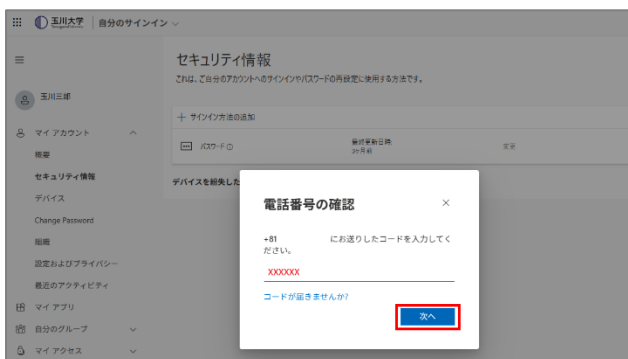 玉川大学 自分のサインイン
セキュリティ情報
これは、ご自分のアカウントへのサインインやパスワードの再設定に使用する方法です。
玉川三郎
+ サインイン方法の追加
マイ アカウント
パスワード
最終更新日時:
変更
概要
セキュリティ情報
デバイスを紛失した
デバイス
Change Password
組織
設定およびプライバシー
最近のアクティビティ
マイ アプリ
自分のグループ
マイ アクセス
電話番号の確認
+81 にお送りしたコードを入力してく
ださい。
XXXXXX
コードが届きませんか?
次へ